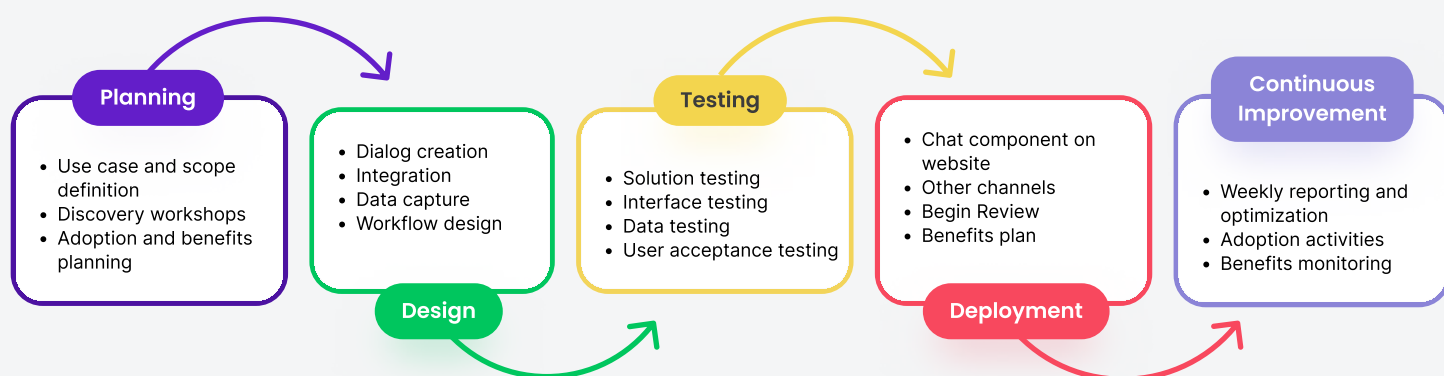 Planning
• Use case and scope
definition
• Discovery workshops
• Adoption and benefits
planning
• Dialog creation
• Integration
• Data capture
• Workflow design
Design
Testing
• Solution testing
• Interface testing
• Data testing
• User acceptance testing
• Chat component on
website
• Other channels
• Begin Review
• Benefits plan
Deployment
Continuous
Improvement
• Weekly reporting and
optimization
• Adoption activities
• Benefits monitoring